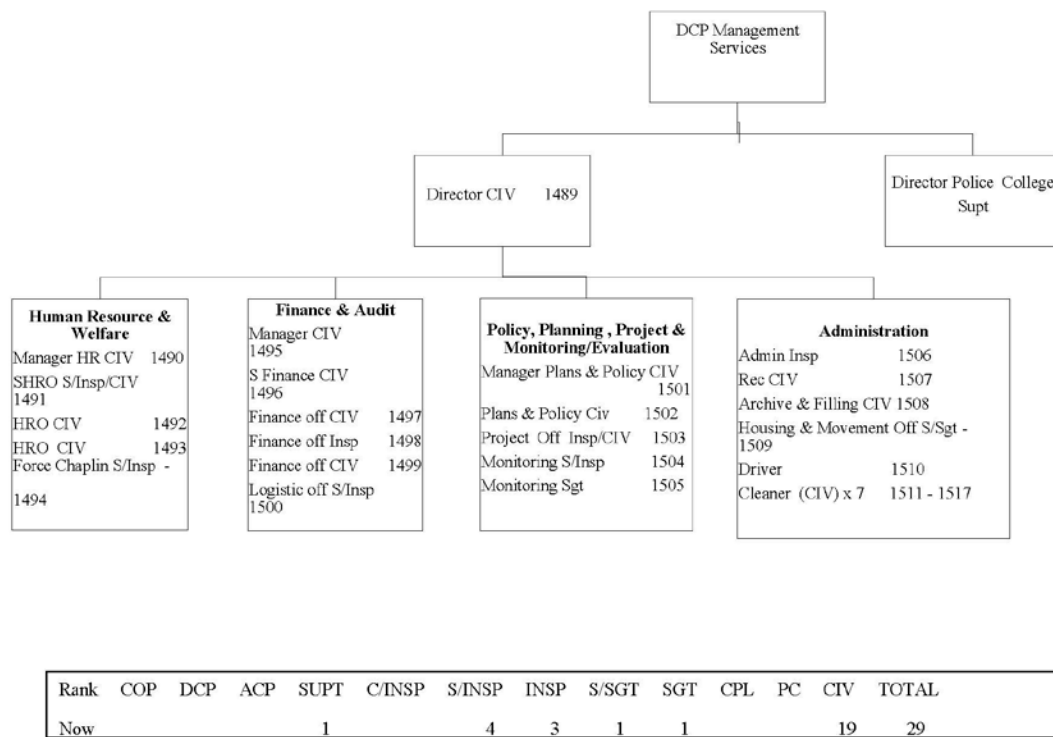 DCP Management
Services
Director CIV 1489
Director Police College
Supt
Human Resource &
Welfare
Manager HR CIV 1490
SHRO S/Insp/CIV
1491
HRO CIV 1492
HRO CIV 1493
Force Chaplin S/Insp -
1494
Finance & Audit
Manager CIV
1495
S Finance CIV
1496
Finance off CIV 1497
Finance off Insp 1498
Finance off CIV 1499
Logistic off S/Insp
1500
Policy, Planning , Project &
Monitoring/Evaluation
Manager Plans & Policy CIV
1501
Plans & Policy Civ 1502
Project Off Insp/CIV 1503
Monitoring S/Insp 1504
Monitoring Sgt 1505
Administration
Admin Insp 1506
Rec CIV 1507
Archive & Filling CIV 1508
Housing & Movement Off S/Sgt -
1509
Driver 1510
Cleaner (CIV) x 7 1511 - 1517
Rank COP DCP ACP SUPT C/INSP S/INSP INSP S/SGT SGT CPL PC CIV TOTAL
Now 1 4 3 1 1 19 29